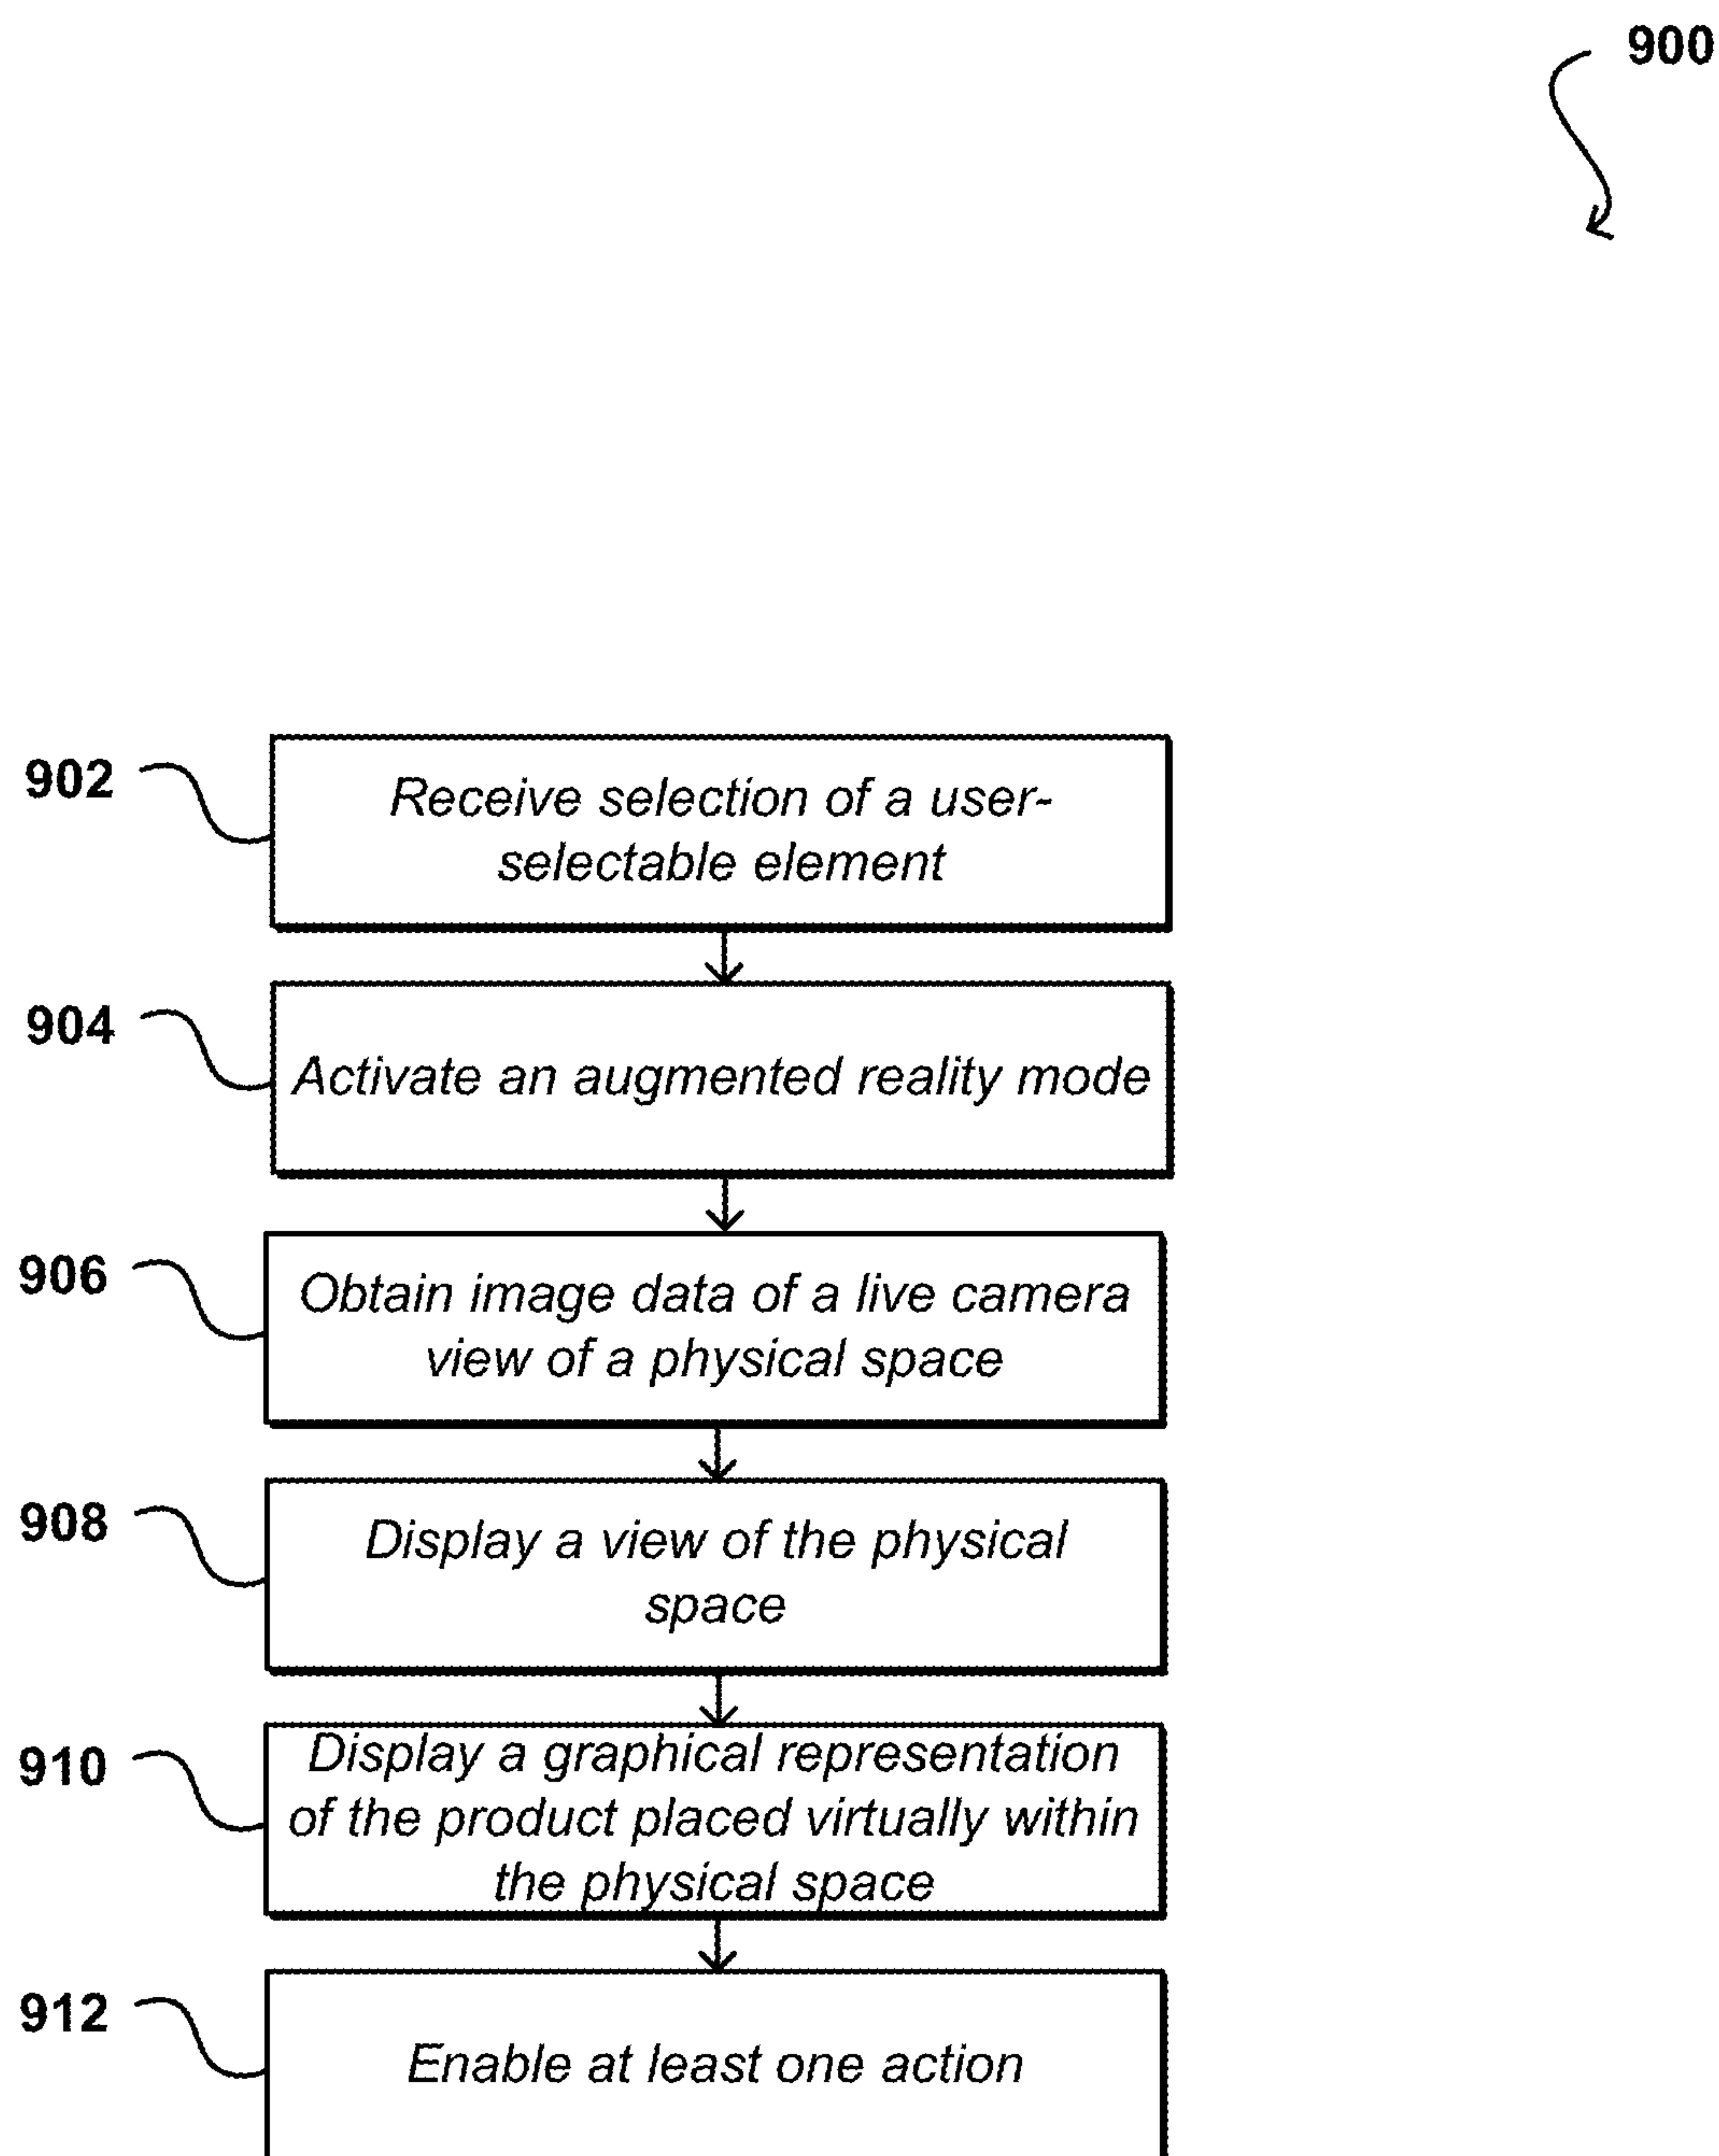 900
902
Receive selection of a user-
selectable element
904
Activate an augmented reality mode
906
Obtain image data of a live camera
view of a physical space
908
Display a view of the physical
space
910
Display a graphical representation
of the product placed virtually within
the physical space
912
Enable at least one action